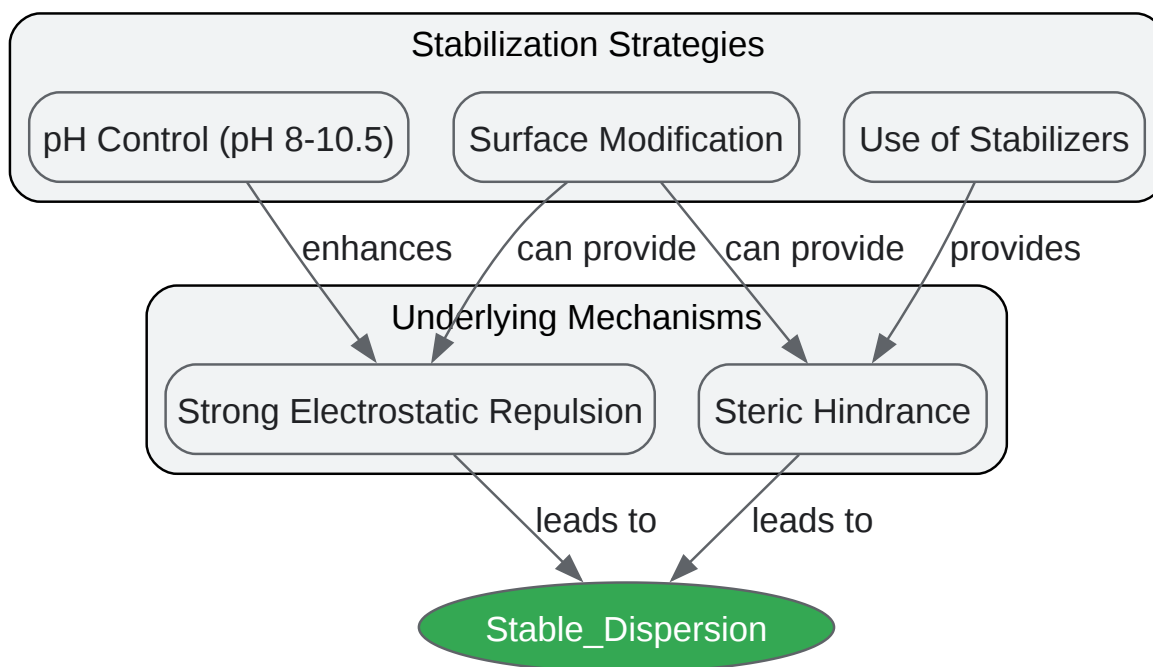 Stabilization Strategies
pH Control (pH 8-10.5)
Surface Modification
Use of Stabilizers
enhances
can provide
can provide
provides
Underlying Mechanisms
Strong Electrostatic Repulsion
Steric Hindrance
leads to
leads to
Stable_Dispersion